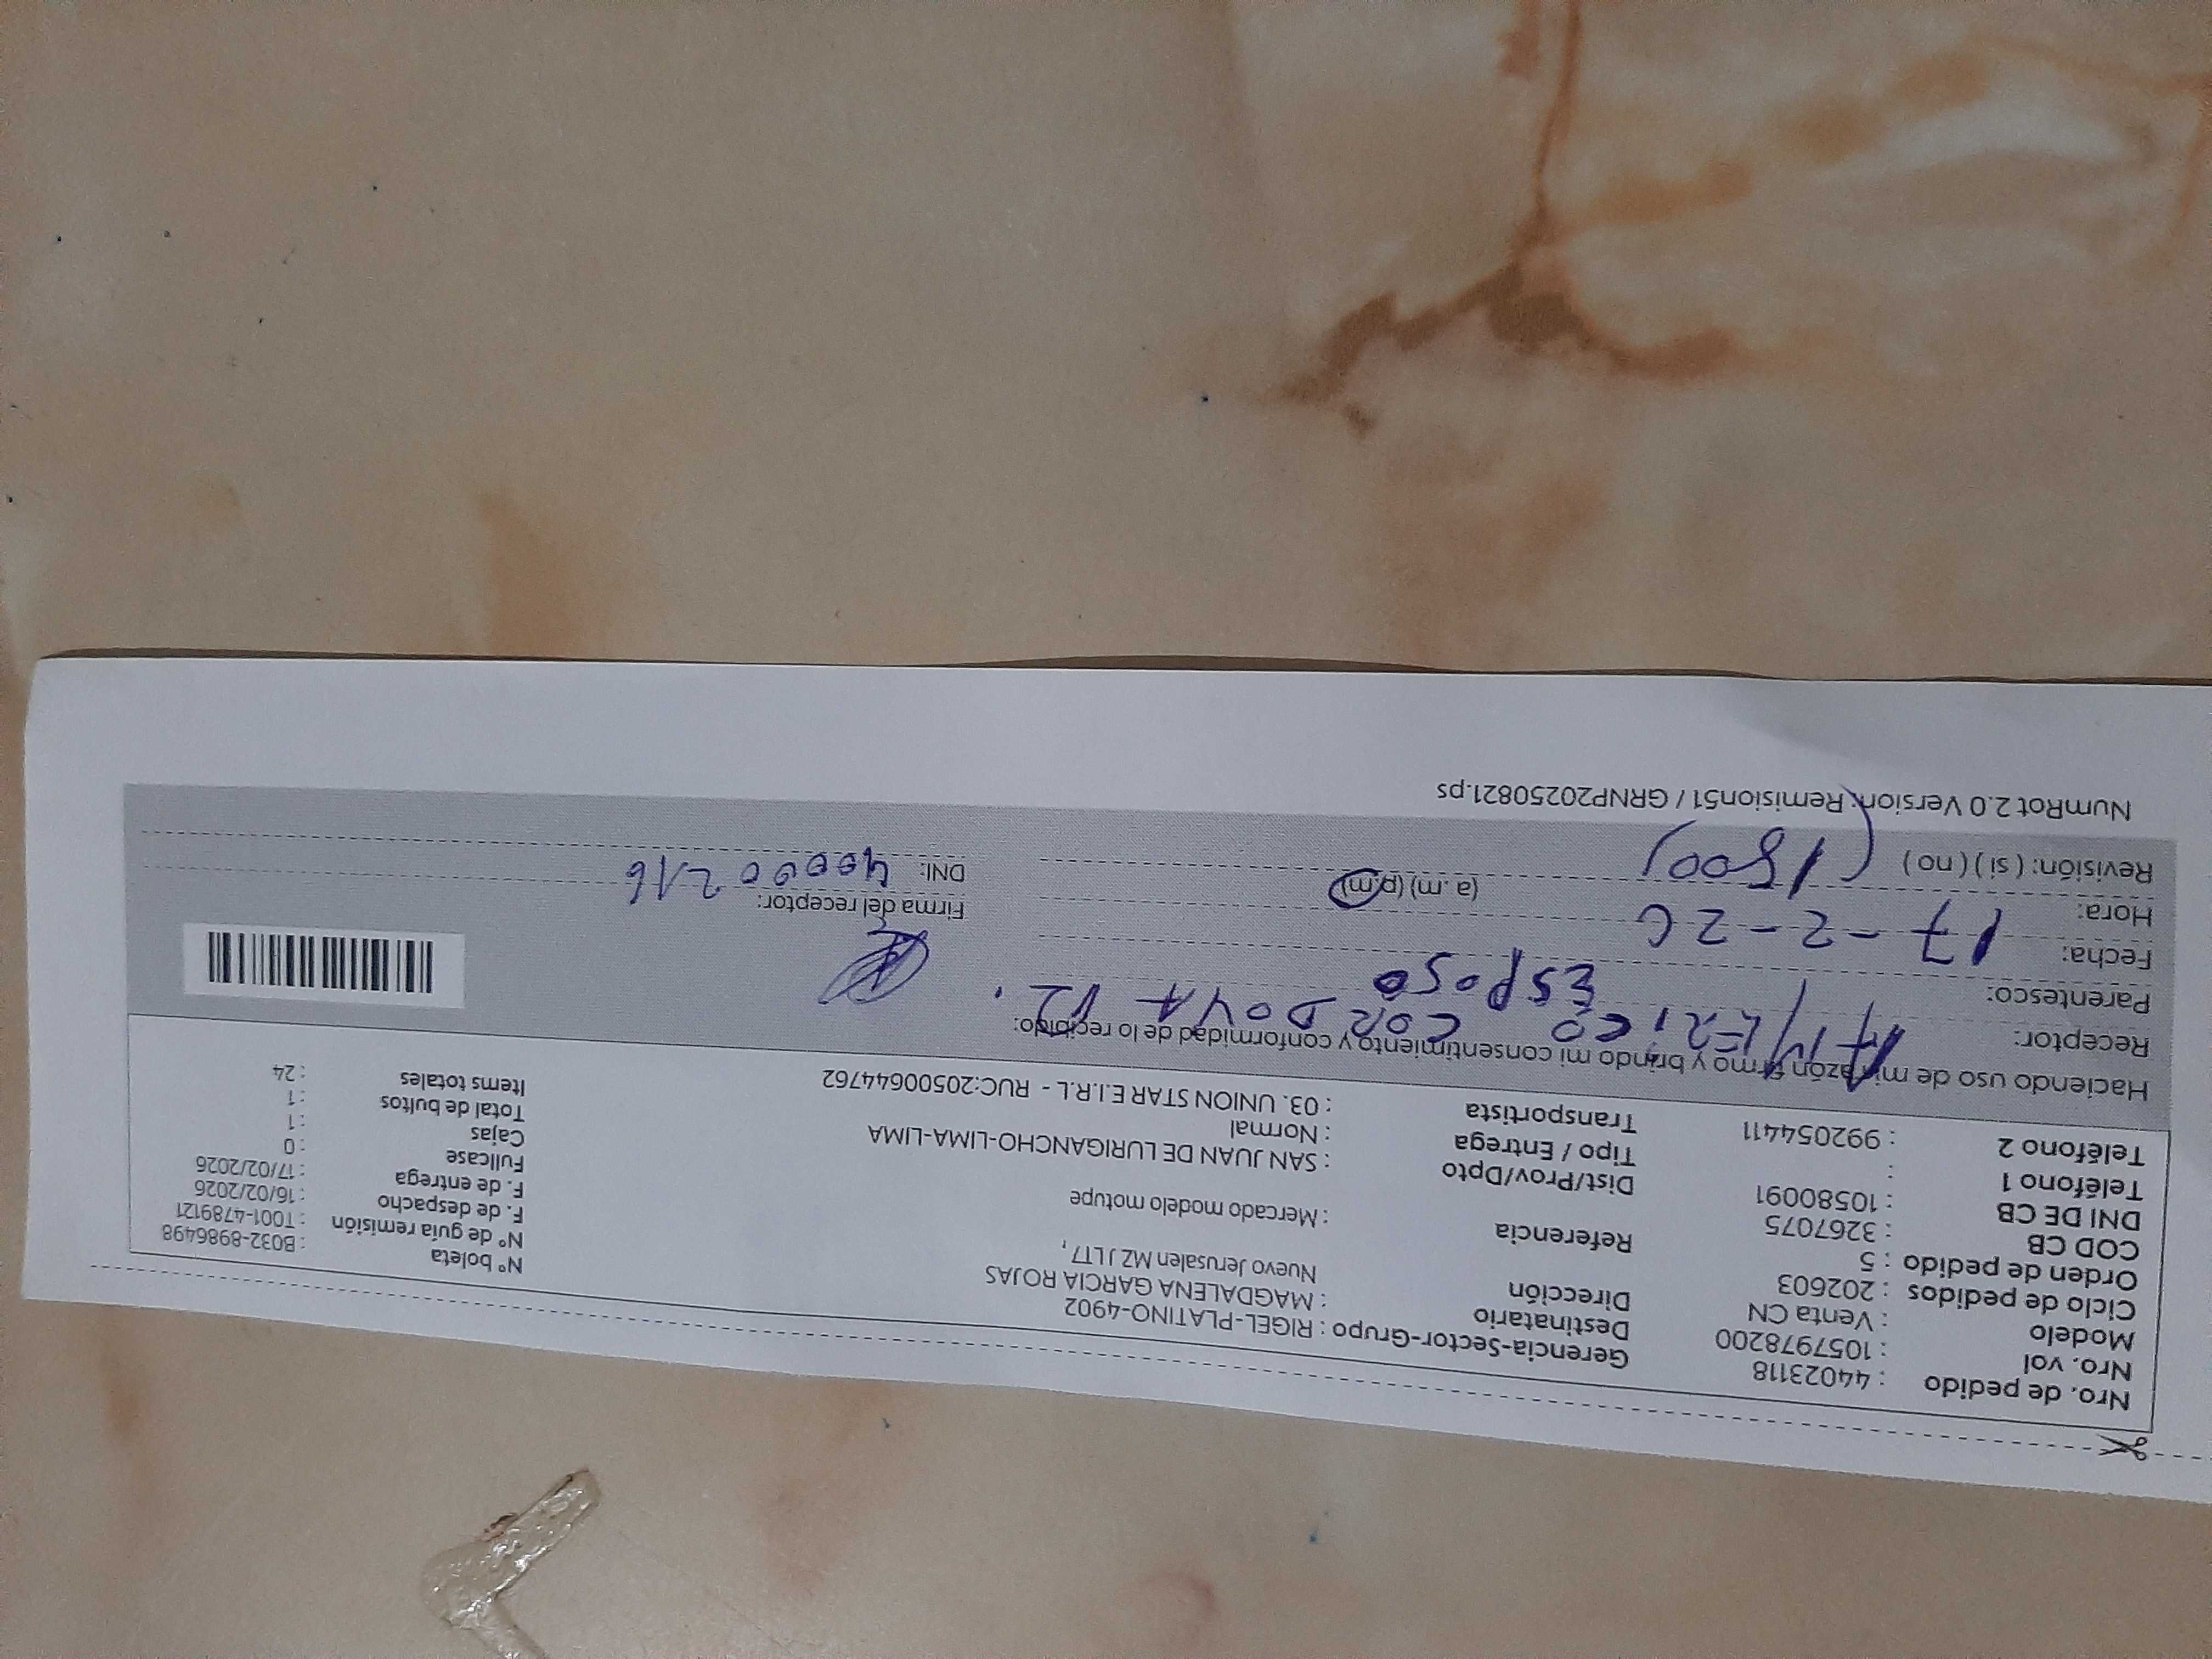 Nro. de pedido : 44023118
Nro. vol : 1057978200
Modelo : Venta CN
Ciclo de pedidos : 202603
Orden de pedido : 5
COD CB : 3267075
DNI DE CB : 10580091
Teléfono 1 :
Teléfono 2 : 992054411
Gerencia-Sector-Grupo : RIGEL-PLATINO-4902
Destinatario : MAGDALENA GARCIA ROJAS
Dirección
Nuevo Jerusalen MZ J LT7 ,
Referencia : Mercado modelo motupe
Dist/Prov/Dpto : SAN JUAN DE LURIGANCHO-LIMA-LIMA
Tipo / Entrega : Normal
Transportista : 03. UNION STAR E.I.R.L - RUC:20500644762
N° boleta : B032-8986498
N° de guía remisión : T001-4789121
F. de despacho : 16/02/2026
F. de entrega : 17/02/2026
Fullcase : 0
Cajas : 1
Total de bultos : 1
Items totales : 24
Haciendo uso de mi razón firmo y brindo mi consentimiento y conformidad de lo recibido:
Receptor: CORDOVA
Parentesco: ESPOSO
Fecha: 17-2-26
Hora: (a. m) (p.m)
Revisión: ( si ) ( no )
Firma del receptor:
DNI: 40000216
NumRot 2.0 Version: Remision51 / GRNP20250821.ps